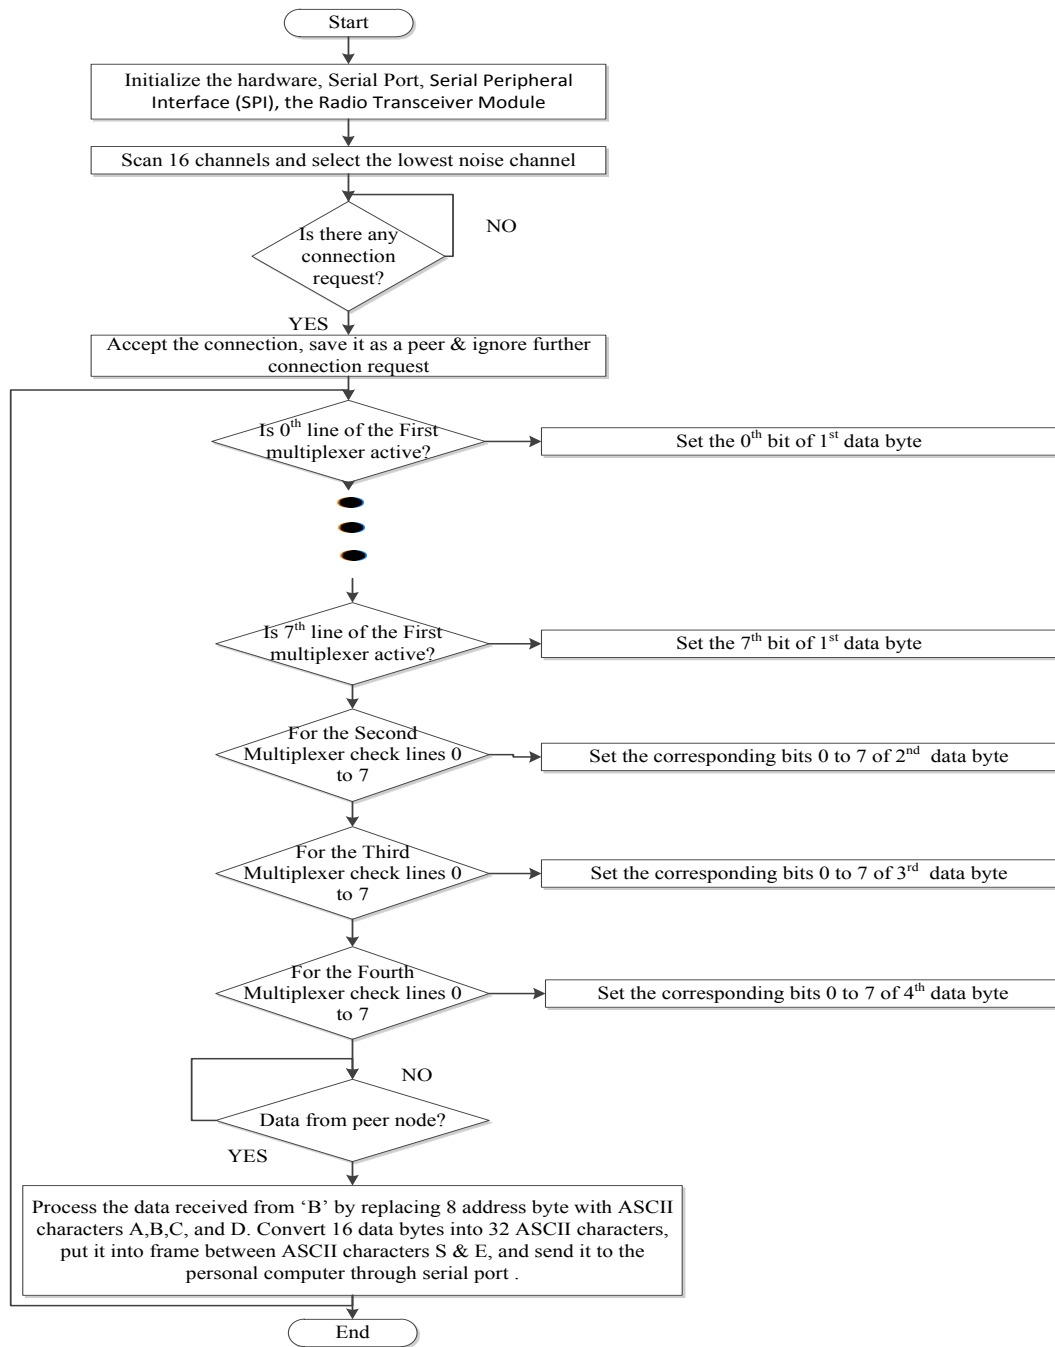 Start
Initialize the hardware, Serial Port, Serial Peripheral
Interface (SPI), the Radio Transceiver Module
Scan 16 channels and select the lowest noise channel
NO
Is there any
connection
request?
YES
Accept the connection, save it as a peer & ignore further
connection request
Is 0th line of the First
multiplexer active?
Set the 0th bit of 1st data byte
Is 7th line of the First
multiplexer active?
Set the 7th bit of 1st data byte
For the Second
Multiplexer check lines 0
to 7
Set the corresponding bits 0 to 7 of 2nd data byte
For the Third
Multiplexer check lines 0
to 7
Set the corresponding bits 0 to 7 of 3rd data byte
For the Fourth
Multiplexer check lines 0
to 7
Set the corresponding bits 0 to 7 of 4th data byte
NO
Data from peer node?
YES
Process the data received from ‘B’ by replacing 8 address byte with ASCII
characters A,B,C, and D. Convert 16 data bytes into 32 ASCII characters,
put it into frame between ASCII characters S & E, and send it to the
personal computer through serial port .
End